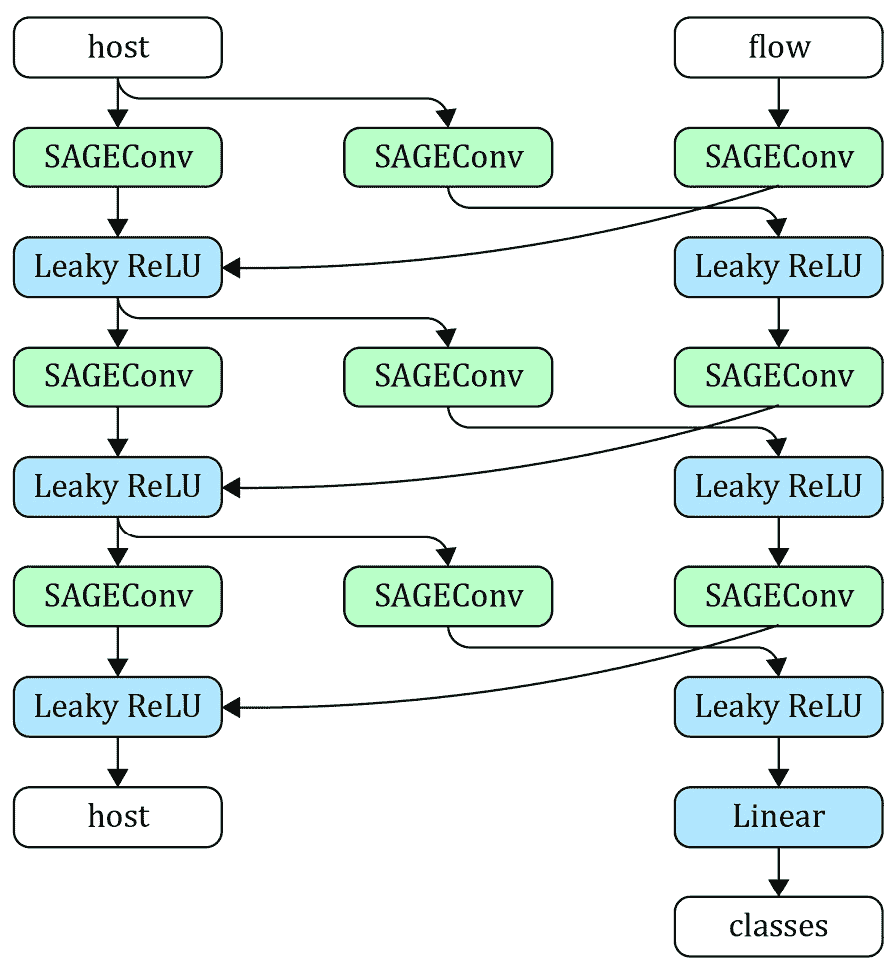 host
flow
SAGEConv
SAGEConv
SAGEConv
Leaky ReLU
Leaky ReLU
SAGEConv
SAGEConv
SAGEConv
Leaky ReLU
Leaky ReLU
SAGEConv
SAGEConv
SAGEConv
Leaky ReLU
Leaky ReLU
host
Linear
classes